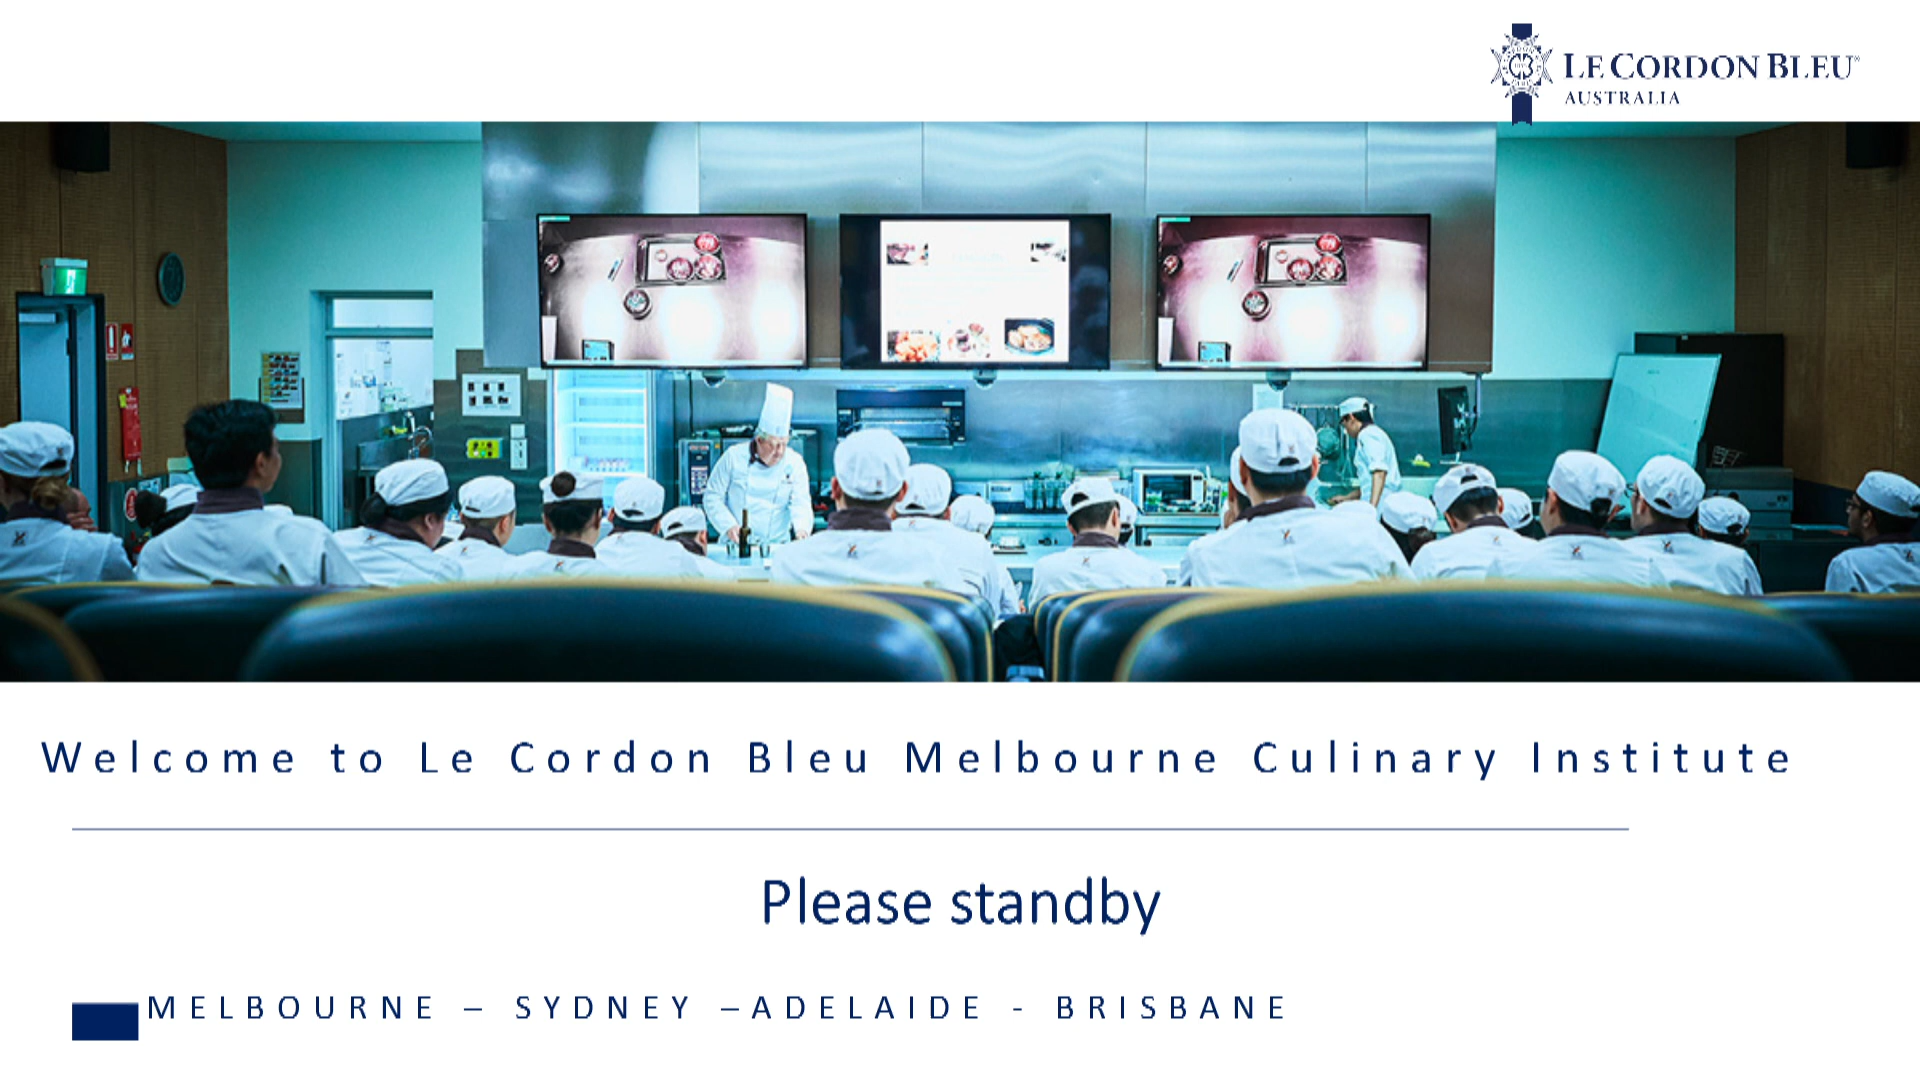 LE CORDON BLEU®
AUSTRALIA
Welcome to Le Cordon Bleu Melbourne Culinary Institute
Please standby
MELBOURNE – SYDNEY –ADELAIDE - BRISBANE